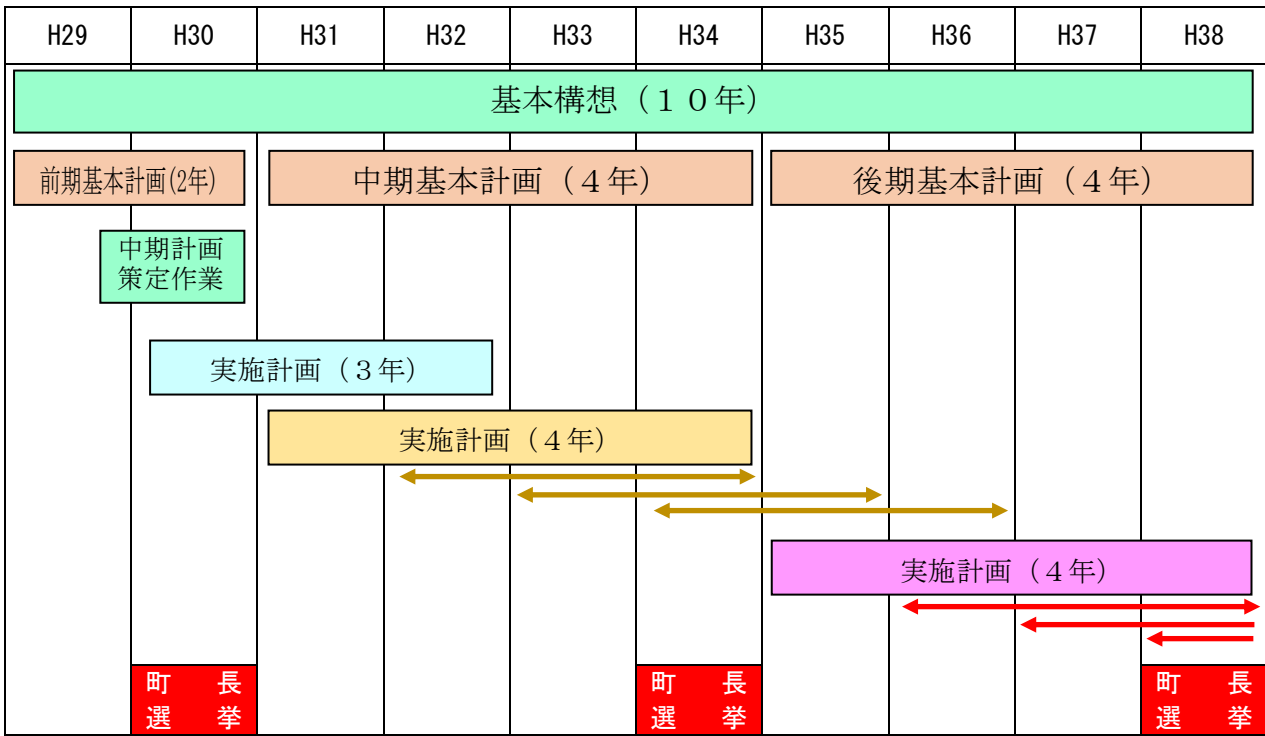 H29 H30 H31 H32 H33 H34 H35 H36 H37 H38
基本構想（１０年）
前期基本計画(2年) 中期基本計画（４年） 後期基本計画（４年）
中期計画
策定作業
実施計画（３年）
実施計画（４年）
実施計画（４年）
町　長 町　長 町　長
選　挙 選　挙 選　挙